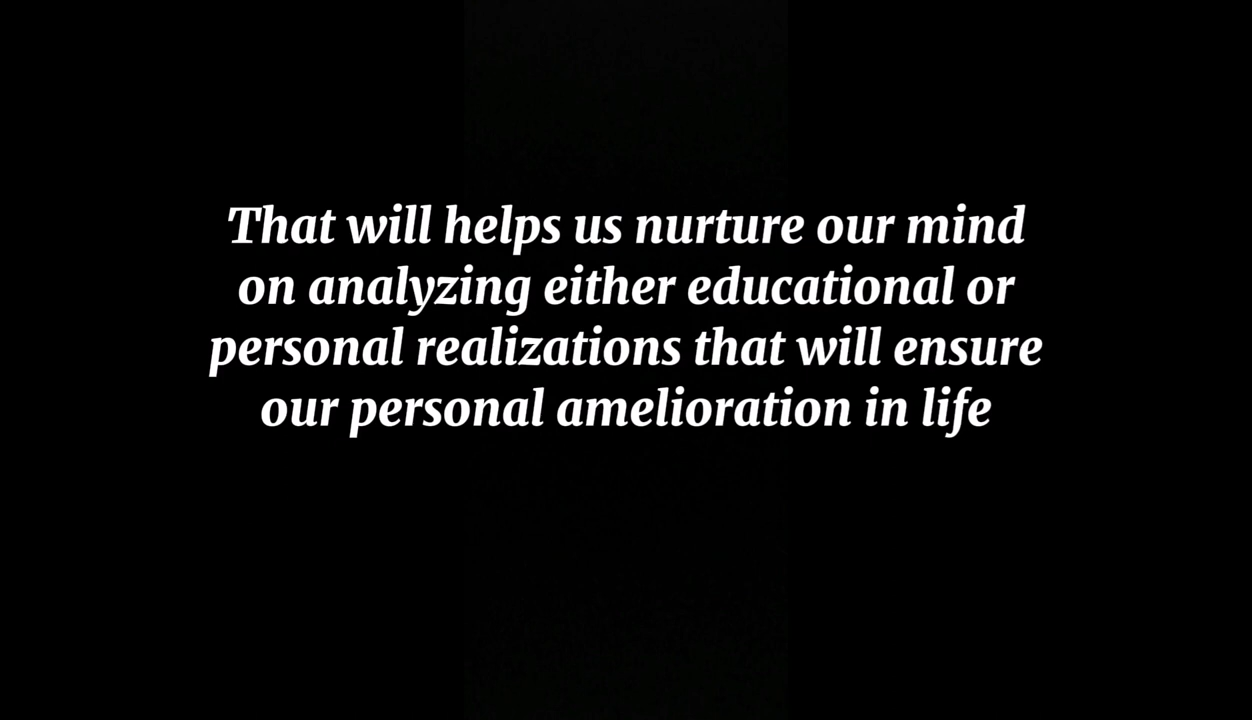 That will helps us nurture our mind
on analyzing either educational or
personal realizations that will ensure
our personal amelioration in life